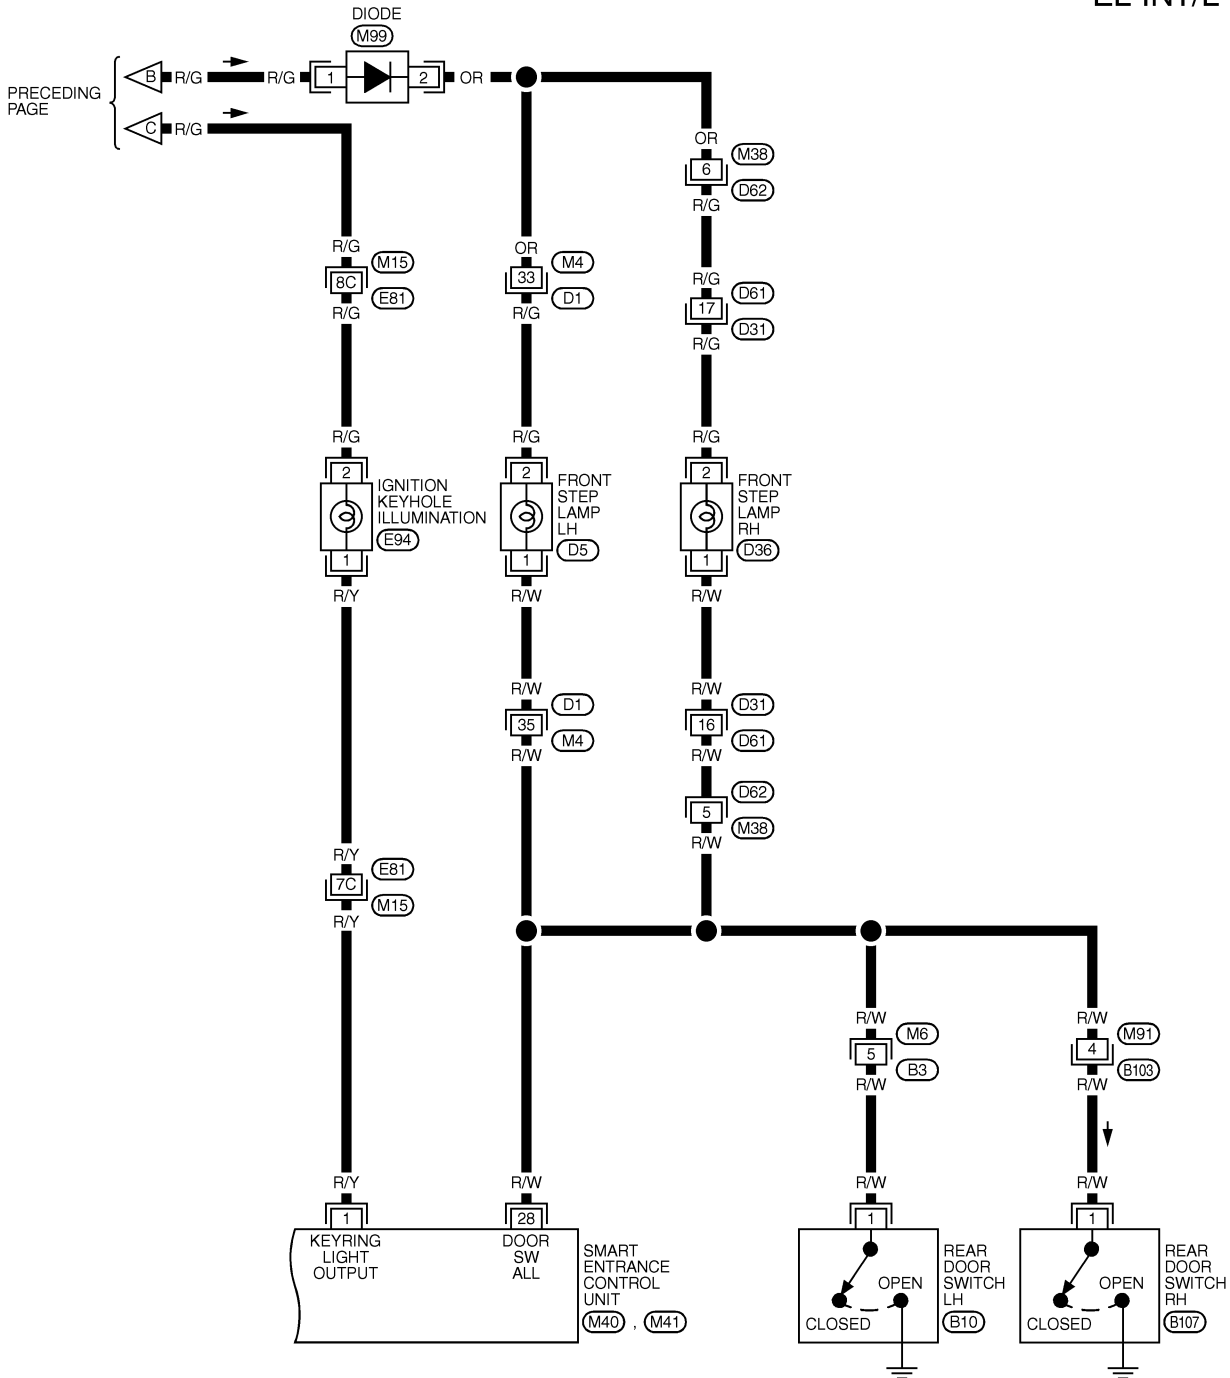 EL-INT/L
DIODE
M99
PRECEDING
PAGE
B R/G R/G 1 2 OR
C R/G
OR
6
M38
D62
R/G
R/G
8C
M15
E81
R/G
OR
33
M4
D1
R/G
R/G
17
D61
D31
R/G
R/G
R/G
R/G
2
2
2
IGNITION
KEYHOLE
ILLUMINATION
E94
FRONT
STEP
LAMP
LH
D5
FRONT
STEP
LAMP
RH
D36
1
1
1
R/Y
R/W
R/W
R/W
35
D1
M4
R/W
R/W
16
D31
D61
R/W
5
D62
M38
R/W
R/Y
7C
E81
M15
R/Y
R/W
5
M6
B3
R/W
R/W
4
M91
B103
R/W
R/Y
R/W
R/W
R/W
1
28
1
1
KEYRING
LIGHT
OUTPUT
DOOR
SW
ALL
SMART
ENTRANCE
CONTROL
UNIT
M40 , M41
OPEN
CLOSED
REAR
DOOR
SWITCH
LH
B10
OPEN
CLOSED
REAR
DOOR
SWITCH
RH
B107